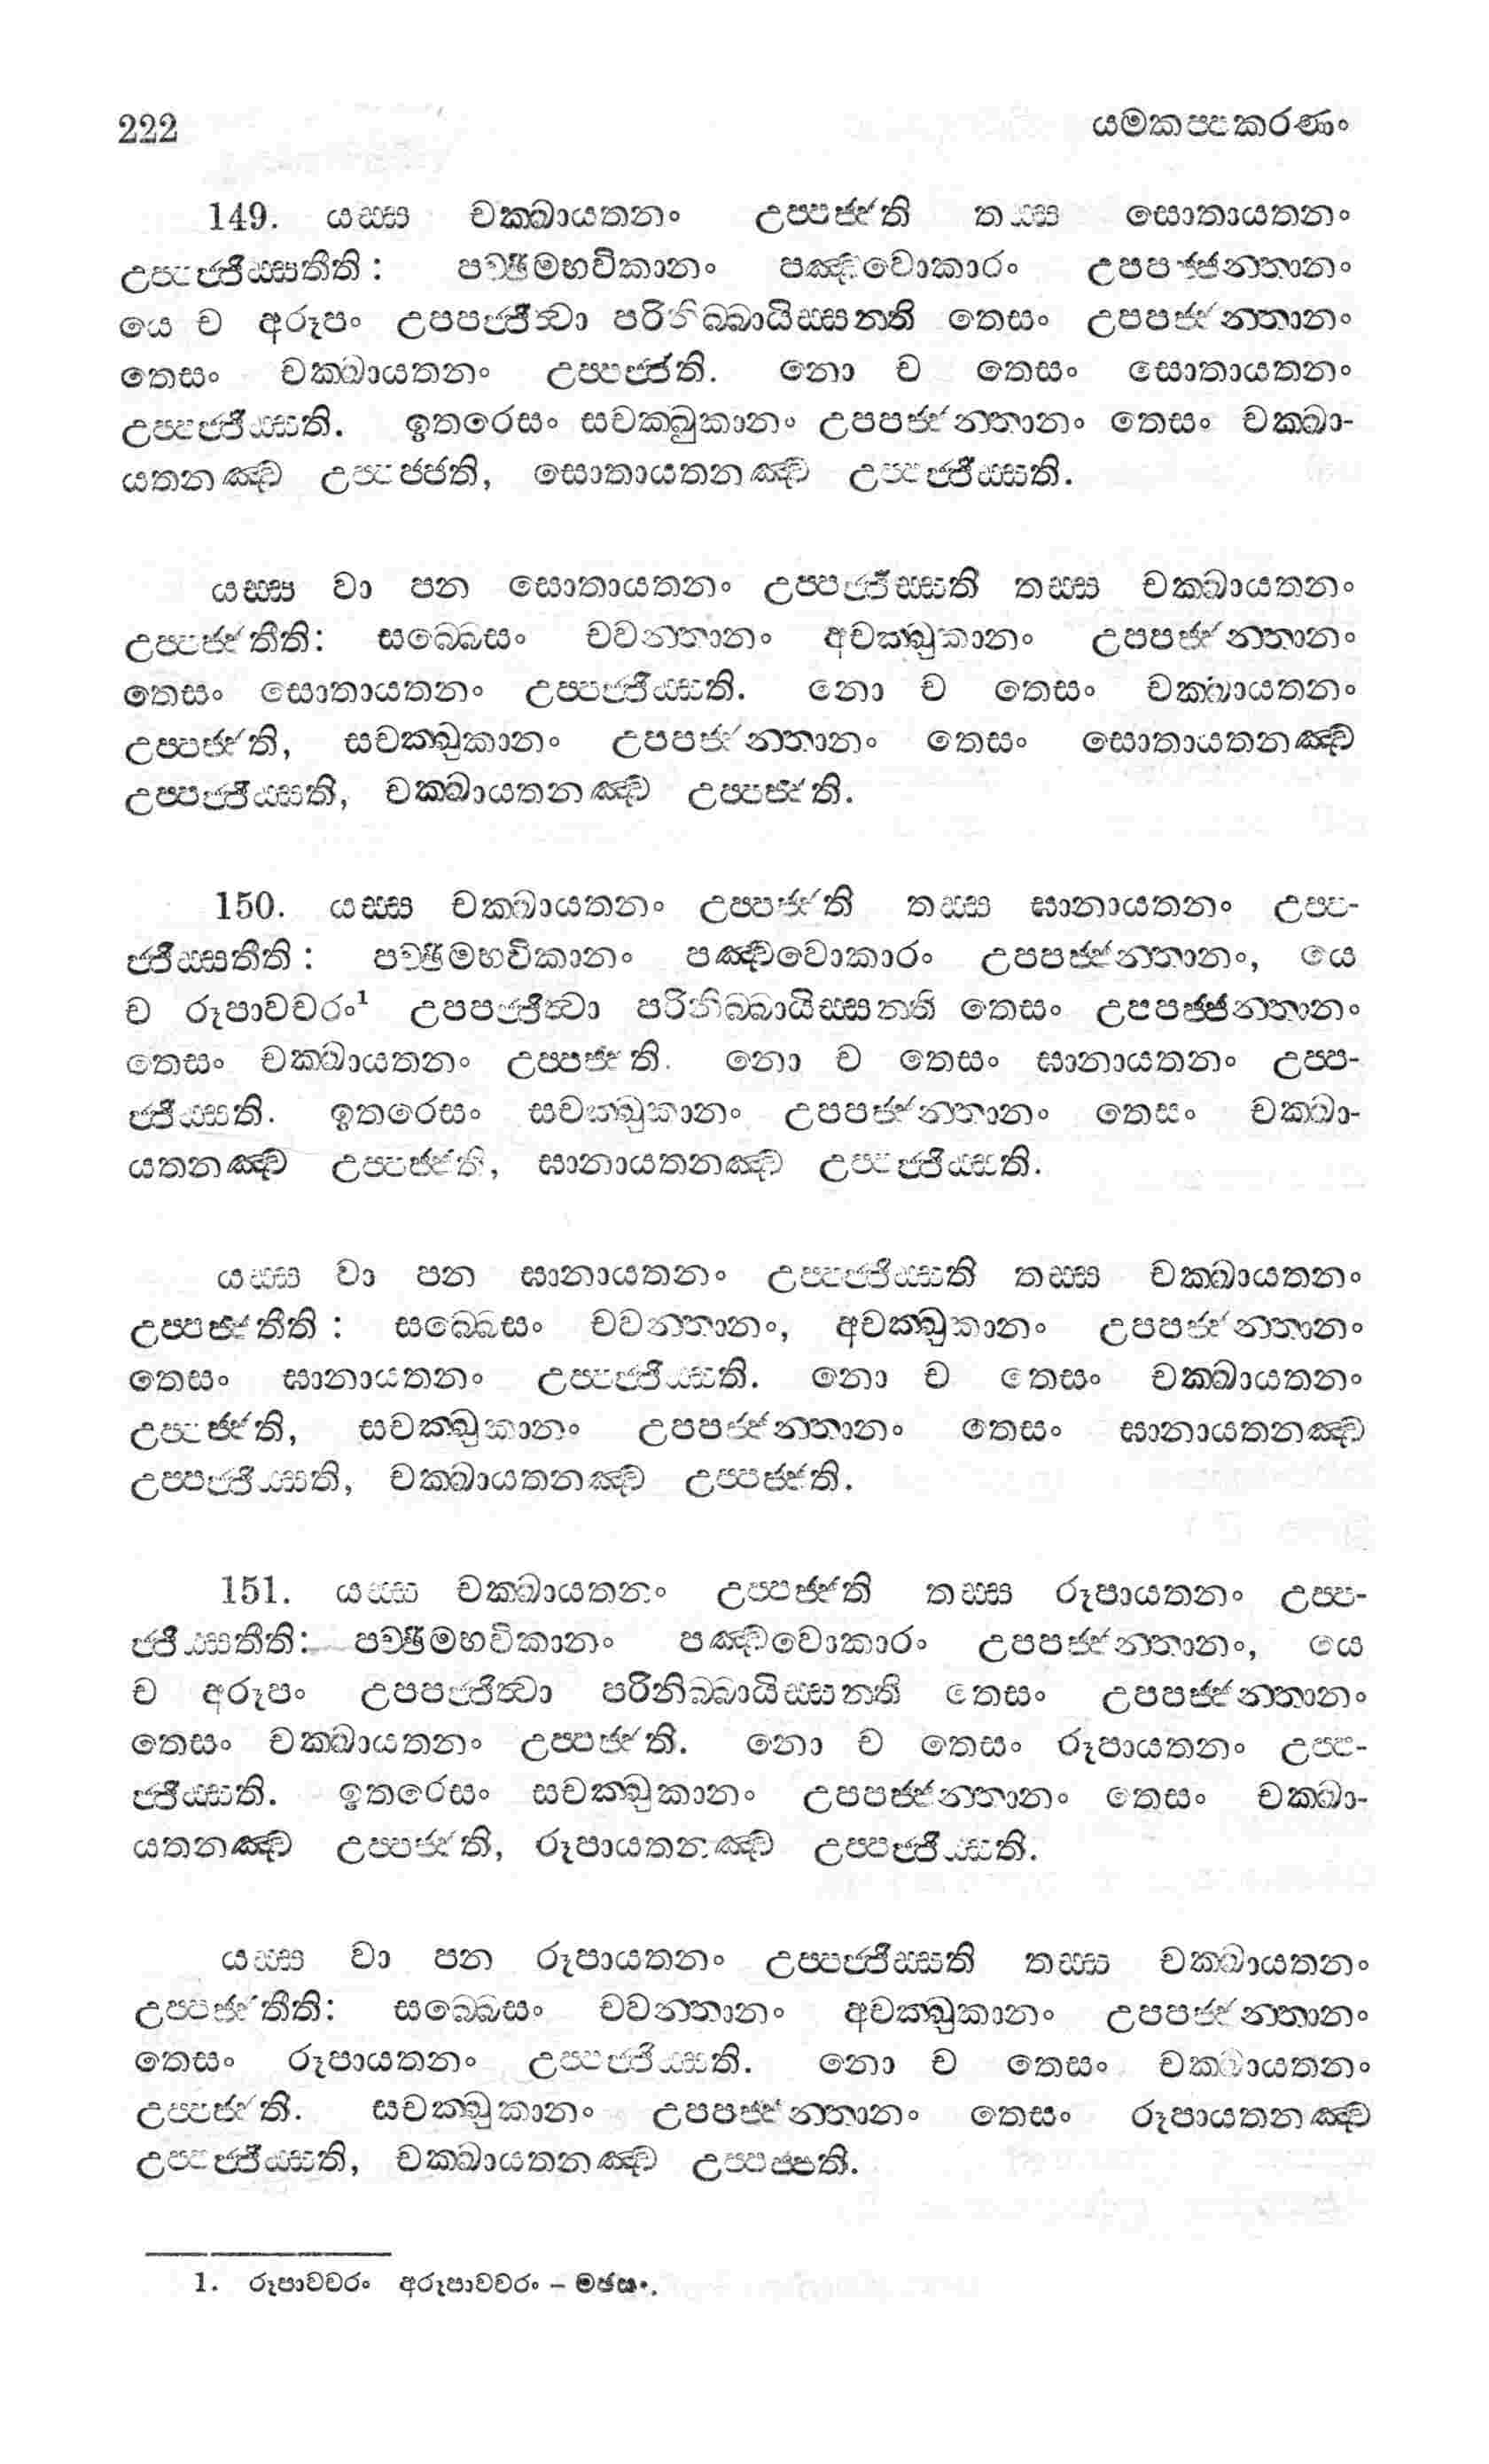 222
යමකප්පකරණං
149. යස්ස චක්ඛායතනං උප්පජ්ජති තස්ස සොතායතනං
උප්පජ්ජිස්සතීති: පච්ඡිමභවිකානං පඤ්චවොකාරං උපපජ්ජන්තානං
යෙ ච අරූපං උපපජ්ජිත්වා පරිනිබ්බායිස්සන්ති තෙසං උපපජ්ජන්තානං
තෙසං චක්ඛායතනං උප්පජ්ජති. නො ච තෙසං සොතායතනං
උප්පජ්ජිස්සති. ඉතරෙසං සචක්ඛුකානං උපපජ්ජන්තානං තෙසං චක්ඛා-
යතනඤ්ච උප්පජ්ජති, සොතායතනඤ්ච උප්පජ්ජිස්සති.
යස්ස වා පන සොතායතනං උප්පජ්ජිස්සති තස්ස චක්ඛායතනං
උප්පජ්ජතීති: සබ්බෙසං චවන්තානං අචක්ඛුකානං උපපජ්ජන්තානං
තෙසං සොතායතනං උප්පජ්ජිස්සති. නො ච තෙසං චක්ඛායතනං
උප්පජ්ජති, සචක්ඛුකානං උපපජ්ජන්තානං තෙසං සොතායතනඤ්ච
උප්පජ්ජිස්සති, චක්ඛායතනඤ්ච උප්පජ්ජති.
150. යස්ස චක්ඛායතනං උප්පජ්ජති තස්ස ඝානායතනං උප්ප-
ජ්ජිස්සතීති: පච්ඡිමභවිකානං පඤ්චවොකාරං උපපජ්ජන්තානං, යෙ
ච රූපාවචරං¹ උපපජ්ජිත්වා පරිනිබ්බායිස්සන්ති තෙසං උපපජ්ජන්තානං
තෙසං චක්ඛායතනං උප්පජ්ජති. නො ච තෙසං ඝානායතනං උප්ප-
ජ්ජිස්සති. ඉතරෙසං සචක්ඛුකානං උපපජ්ජන්තානං තෙසං චක්ඛා-
යතනඤ්ච උප්පජ්ජති, ඝානායතනඤ්ච උප්පජ්ජිස්සති.
යස්ස වා පන ඝානායතනං උප්පජ්ජිස්සති තස්ස චක්ඛායතනං
උප්පජ්ජතීති: සබ්බෙසං චවන්තානං, අචක්ඛුකානං උපපජ්ජන්තානං
තෙසං ඝානායතනං උප්පජ්ජිස්සති. නො ච තෙසං චක්ඛායතනං
උප්පජ්ජති, සචක්ඛුකානං උපපජ්ජන්තානං තෙසං ඝානායතනඤ්ච
උප්පජ්ජිස්සති, චක්ඛායතනඤ්ච උප්පජ්ජති.
151. යස්ස චක්ඛායතනං උප්පජ්ජති තස්ස රූපායතනං උප්ප-
ජ්ජිස්සතීති: පච්ඡිමභවිකානං පඤ්චවොකාරං උපපජ්ජන්තානං, යෙ
ච අරූපං උපපජ්ජිත්වා පරිනිබ්බායිස්සන්ති තෙසං උපපජ්ජන්තානං
තෙසං චක්ඛායතනං උප්පජ්ජති. නො ච තෙසං රූපායතනං උප්ප-
ජ්ජිස්සති. ඉතරෙසං සචක්ඛුකානං උපපජ්ජන්තානං තෙසං චක්ඛා-
යතනඤ්ච උප්පජ්ජති, රූපායතනඤ්ච උප්පජ්ජිස්සති.
යස්ස වා පන රූපායතනං උප්පජ්ජිස්සති තස්ස චක්ඛායතනං
උප්පජ්ජතීති: සබ්බෙසං චවන්තානං අචක්ඛුකානං උපපජ්ජන්තානං
තෙසං රූපායතනං උප්පජ්ජිස්සති. නො ච තෙසං චක්ඛායතනං
උප්පජ්ජති. සචක්ඛුකානං උපපජ්ජන්තානං තෙසං රූපායතනඤ්ච
උප්පජ්ජිස්සති, චක්ඛායතනඤ්ච උප්පජ්ජති.
1. රූපාවචරං අරූපාවචරං – මඡසං.